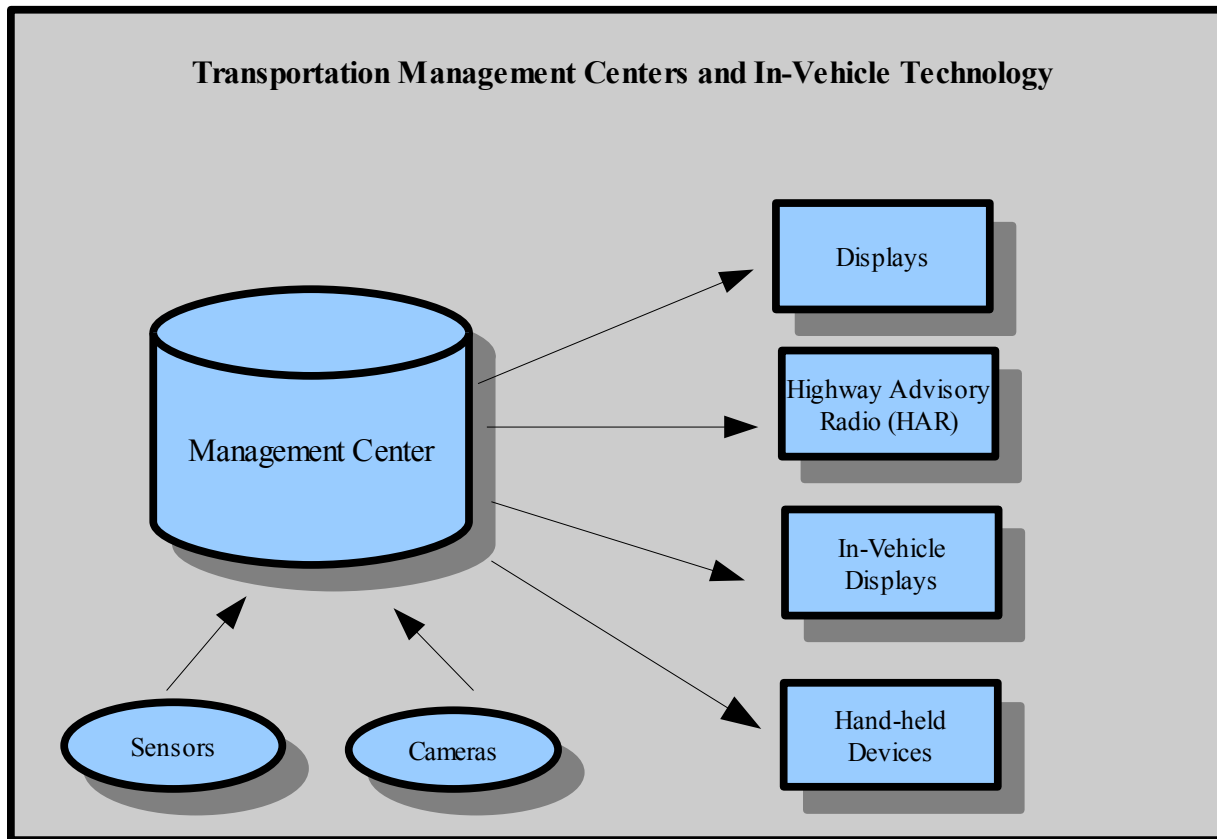 Transportation Management Centers and In-Vehicle Technology
Displays
Highway Advisory
Radio (HAR)
Management Center
In-Vehicle
Displays
Sensors
Cameras
Hand-held
Devices